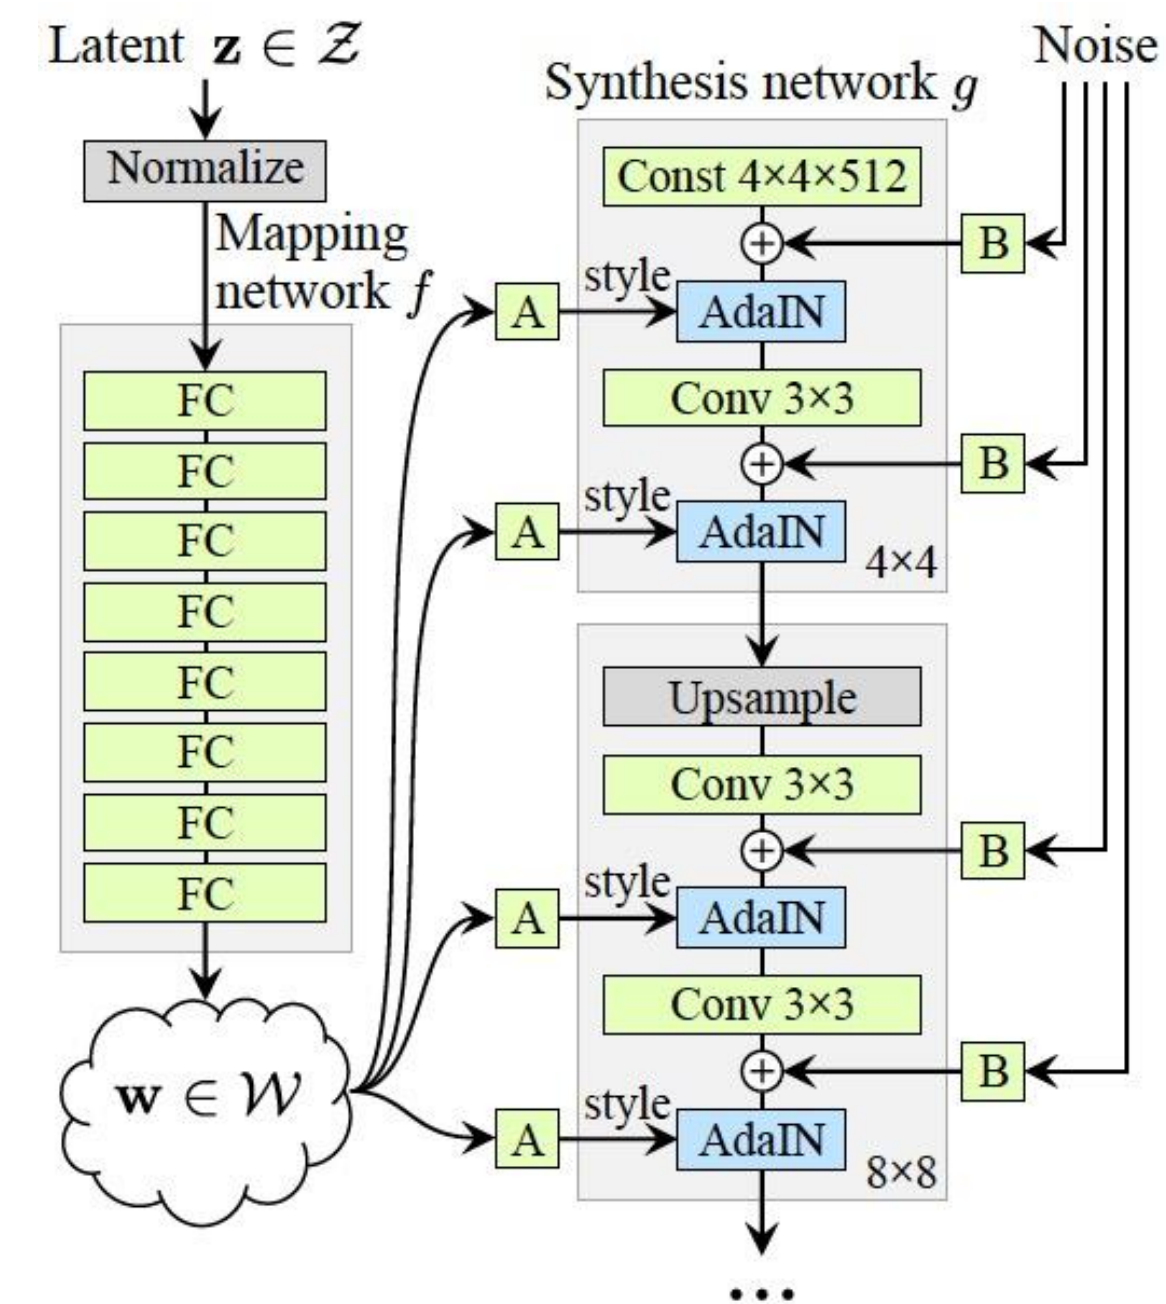 Latent z ∈ 𝒵
Normalize
Mapping
network f
FC
FC
FC
FC
FC
FC
FC
FC
w ∈ 𝒲
Synthesis network g
Noise
Const 4×4×512
+
B
style
A
AdaIN
Conv 3×3
+
B
style
A
AdaIN
4×4
Upsample
Conv 3×3
+
B
style
A
AdaIN
Conv 3×3
+
B
style
A
AdaIN
8×8
...